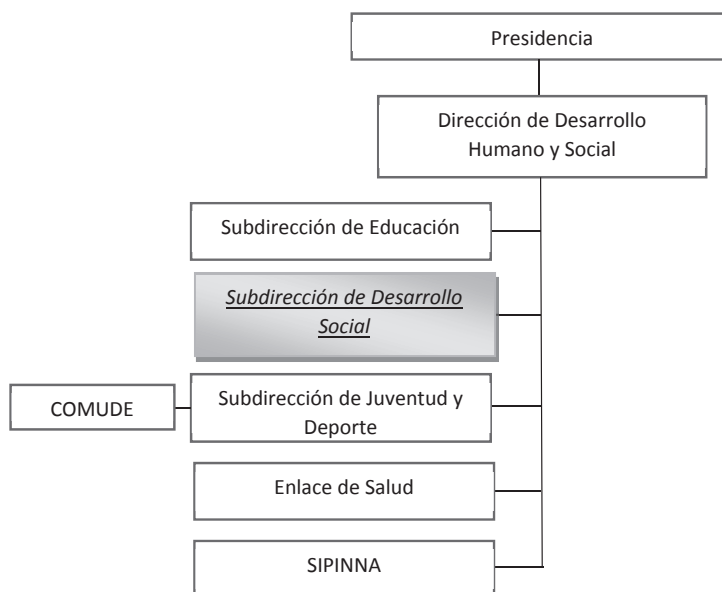 Presidencia
Dirección de Desarrollo
Humano y Social
Subdirección de Educación
Subdirección de Desarrollo
Social
COMUDE
Subdirección de Juventud y
Deporte
Enlace de Salud
SIPINNA